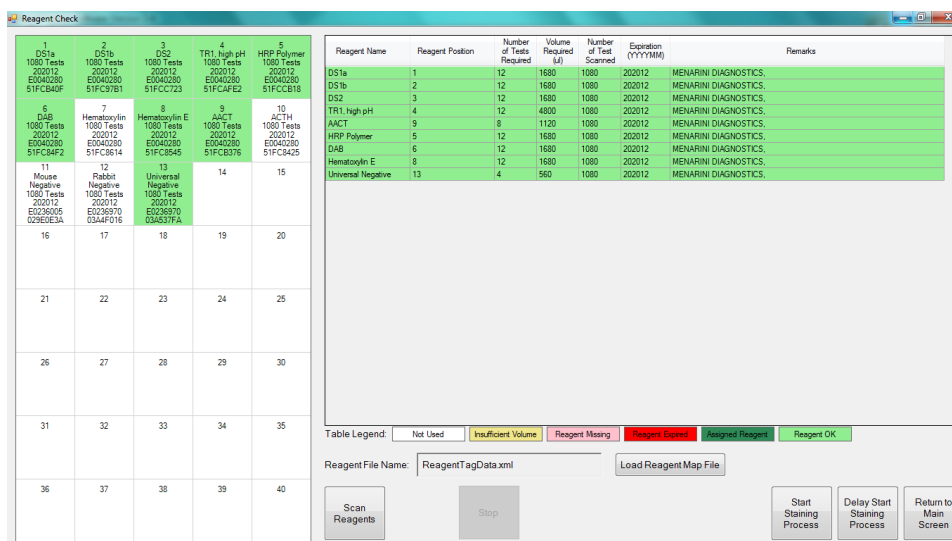 Reagent Check
1 2 3 4 5
DS1a DS1b DS2 TR1, high pH HRP Polymer
1080 Tests 1080 Tests 1080 Tests 1080 Tests 1080 Tests
202012 202012 202012 202012 202012
E0040280 E0040280 E0040280 E0040280 E0040280
51FCB40F 51FC97B1 51FCC723 51FCAFE2 51FCCB18
6 7 8 9 10
DAB Hematoxylin Hematoxylin E AACT ACTH
1080 Tests 1080 Tests 1080 Tests 1080 Tests 1080 Tests
202012 202012 202012 202012 202012
E0040280 E0040280 E0040280 E0040280 E0040280
51FC84F2 51FC8614 51FC8545 51FCB376 51FC8425
11 12 13 14 15
Mouse Rabbit Universal
Negative Negative Negative
1080 Tests 1080 Tests 1080 Tests
202012 202012 202012
E0236005 E0236970 E0236970
029E0E3A 03A4F016 03A537FA
16 17 18 19 20
21 22 23 24 25
26 27 28 29 30
31 32 33 34 35
36 37 38 39 40
Reagent Name Reagent Position Number of Tests Required Volume Required (ul) Number of Test Scanned Expiration (YYYYMM) Remarks
DS1a 1 12 1680 1080 202012 MENARINI DIAGNOSTICS,
DS1b 2 12 1680 1080 202012 MENARINI DIAGNOSTICS,
DS2 3 12 1680 1080 202012 MENARINI DIAGNOSTICS,
TR1, high pH 4 12 4800 1080 202012 MENARINI DIAGNOSTICS,
AACT 9 8 1120 1080 202012 MENARINI DIAGNOSTICS,
HRP Polymer 5 12 1680 1080 202012 MENARINI DIAGNOSTICS,
DAB 6 12 1680 1080 202012 MENARINI DIAGNOSTICS,
Hematoxylin E 8 12 1680 1080 202012 MENARINI DIAGNOSTICS,
Universal Negative 13 4 560 1080 202012 MENARINI DIAGNOSTICS,
Table Legend: Not Used Insufficient Volume Reagent Missing Reagent Expired Assigned Reagent Reagent OK
Reagent File Name: ReagentTagData.xml Load Reagent Map File
Scan Reagents
Stop
Start Staining Process
Delay Start Staining Process
Return to Main Screen